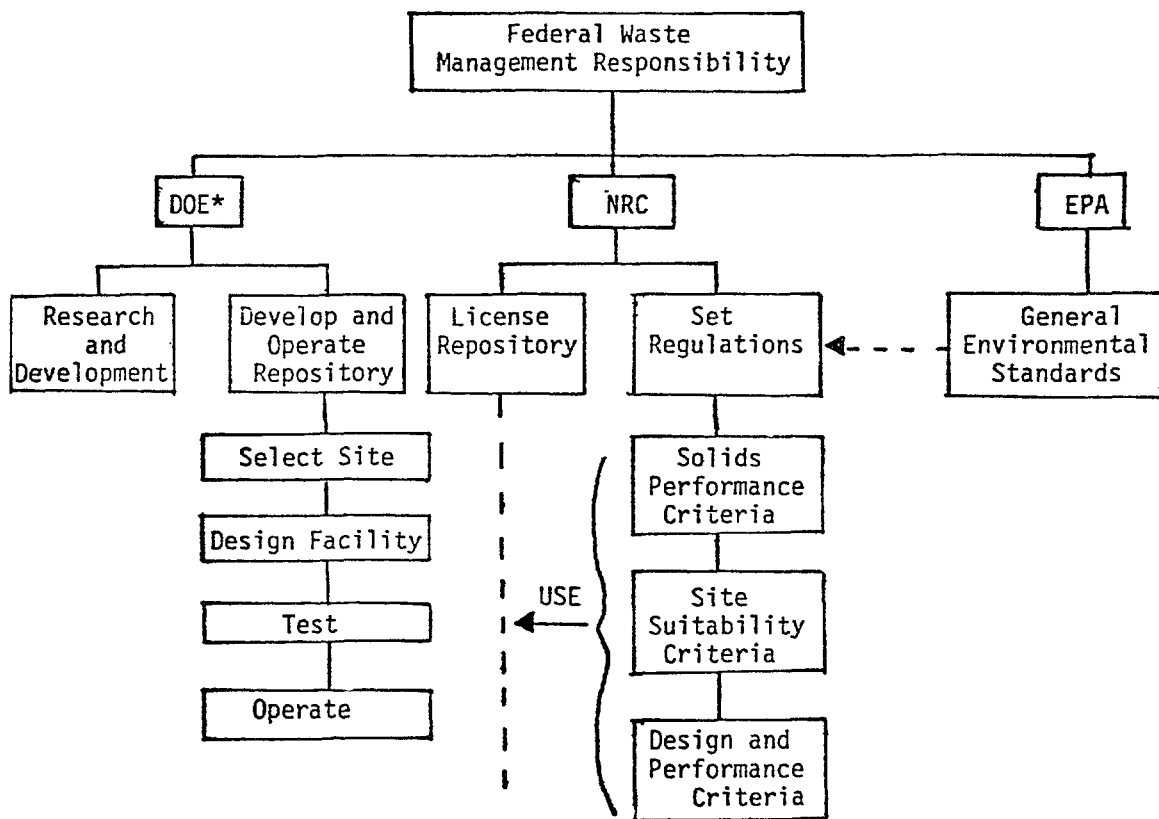 Federal Waste
Management Responsibility
DOE*
NRC
EPA
Research
and
Development
Develop and
Operate
Repository
License
Repository
Set
Regulations
General
Environmental
Standards
Select Site
Design Facility
Test
Operate
USE
Solids
Performance
Criteria
Site
Suitability
Criteria
Design and
Performance
Criteria